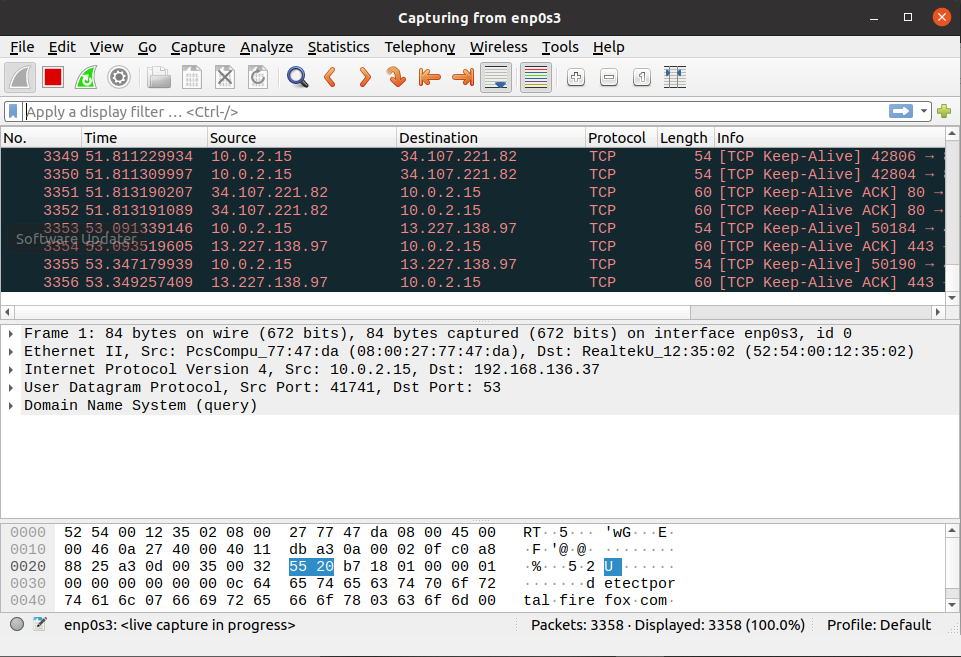 Capturing from enp0s3
File Edit View Go Capture Analyze Statistics Telephony Wireless Tools Help
Apply a display filter … <Ctrl-/>
No. Time Source Destination Protocol Length Info
3349 51.811229934 10.0.2.15 34.107.221.82 TCP 54 [TCP Keep-Alive] 42806 →
3350 51.811309997 10.0.2.15 34.107.221.82 TCP 54 [TCP Keep-Alive] 42804 →
3351 51.813190207 34.107.221.82 10.0.2.15 TCP 60 [TCP Keep-Alive ACK] 80 →
3352 51.813191089 34.107.221.82 10.0.2.15 TCP 60 [TCP Keep-Alive ACK] 80 →
3353 53.091339146 10.0.2.15 13.227.138.97 TCP 54 [TCP Keep-Alive] 50184 →
Software Updater
3354 53.093519605 13.227.138.97 10.0.2.15 TCP 60 [TCP Keep-Alive ACK] 443
3355 53.347179939 10.0.2.15 13.227.138.97 TCP 54 [TCP Keep-Alive] 50190 →
3356 53.349257409 13.227.138.97 10.0.2.15 TCP 60 [TCP Keep-Alive ACK] 443
Frame 1: 84 bytes on wire (672 bits), 84 bytes captured (672 bits) on interface enp0s3, id 0
Ethernet II, Src: PcsCompu_77:47:da (08:00:27:77:47:da), Dst: RealtekU_12:35:02 (52:54:00:12:35:02)
Internet Protocol Version 4, Src: 10.0.2.15, Dst: 192.168.136.37
User Datagram Protocol, Src Port: 41741, Dst Port: 53
Domain Name System (query)
0000 52 54 00 12 35 02 08 00 27 77 47 da 08 00 45 00 RT··5··· 'wG···E·
0010 00 46 0a 27 40 00 40 11 db a3 0a 00 02 0f c0 a8 ·F·'@·@· ········
0020 88 25 a3 0d 00 35 00 32 55 20 b7 18 01 00 00 01 ·%···5·2 U ······
0030 00 00 00 00 00 00 0c 64 65 74 65 63 74 70 6f 72 ·······d etectpor
0040 74 61 6c 07 66 69 72 65 66 6f 78 03 63 6f 6d 00 tal·fire fox·com·
enp0s3: <live capture in progress> Packets: 3358 · Displayed: 3358 (100.0%) Profile: Default